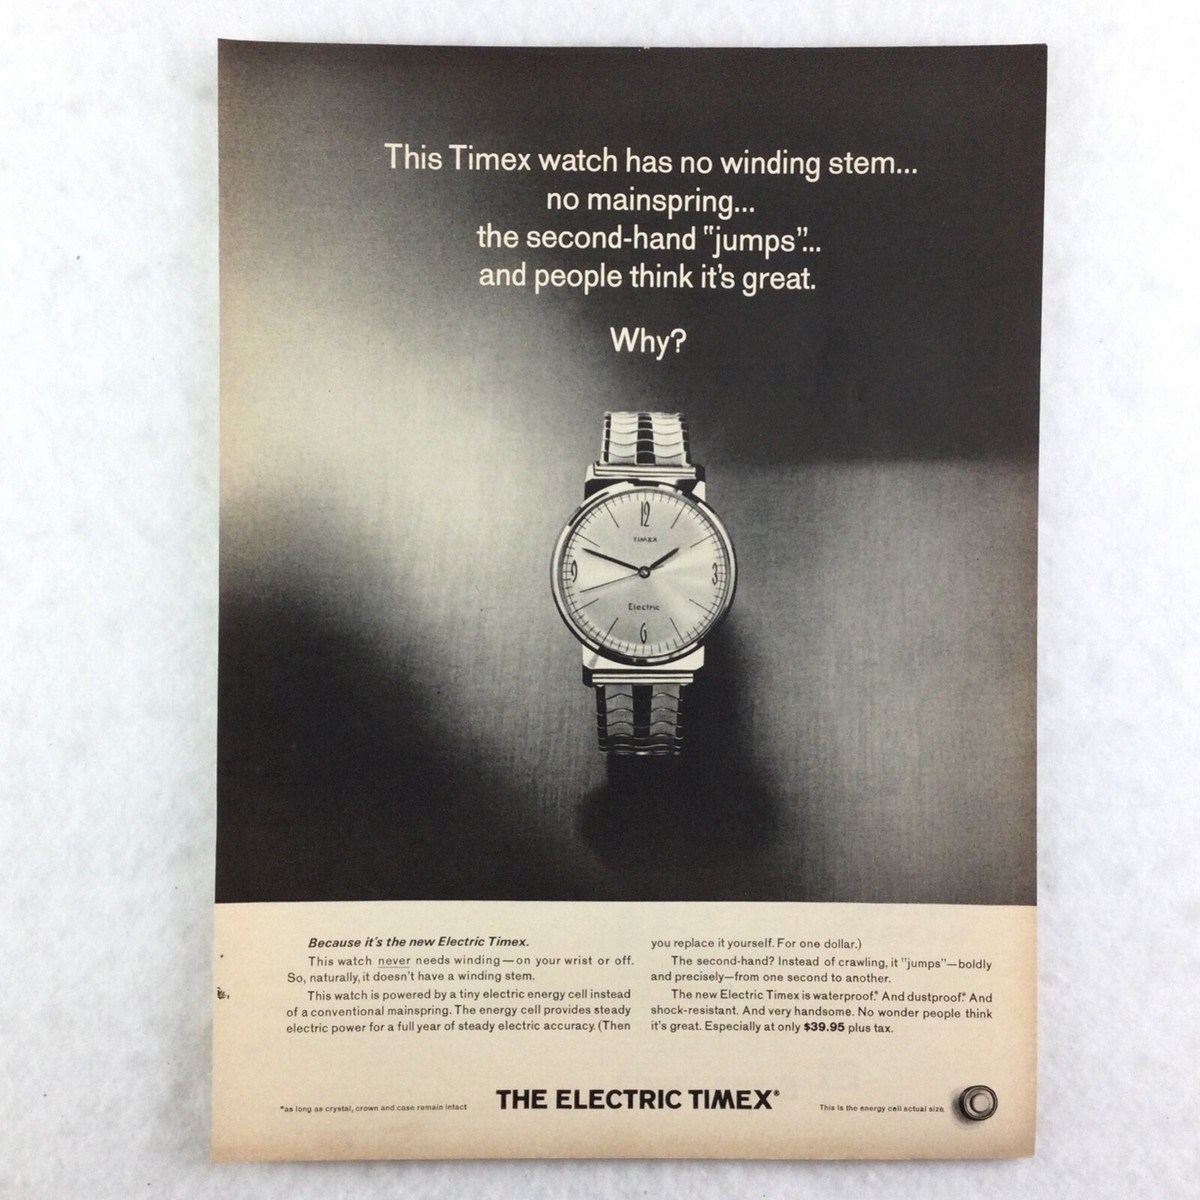 This Timex watch has no winding stem...
no mainspring...
the second-hand "jumps"...
and people think it's great.
Why?
12
TIMEX
9
3
Electric
6
Because it's the new Electric Timex.
This watch never needs winding—on your wrist or off.
So, naturally, it doesn't have a winding stem.
This watch is powered by a tiny electric energy cell instead
of a conventional mainspring. The energy cell provides steady
electric power for a full year of steady electric accuracy. (Then
you replace it yourself. For one dollar.)
The second-hand? Instead of crawling, it "jumps"—boldly
and precisely—from one second to another.
The new Electric Timex is waterproof.* And dustproof.* And
shock-resistant. And very handsome. No wonder people think
it's great. Especially at only $39.95 plus tax.
*as long as crystal, crown and case remain intact
THE ELECTRIC TIMEX®
This is the energy cell actual size.